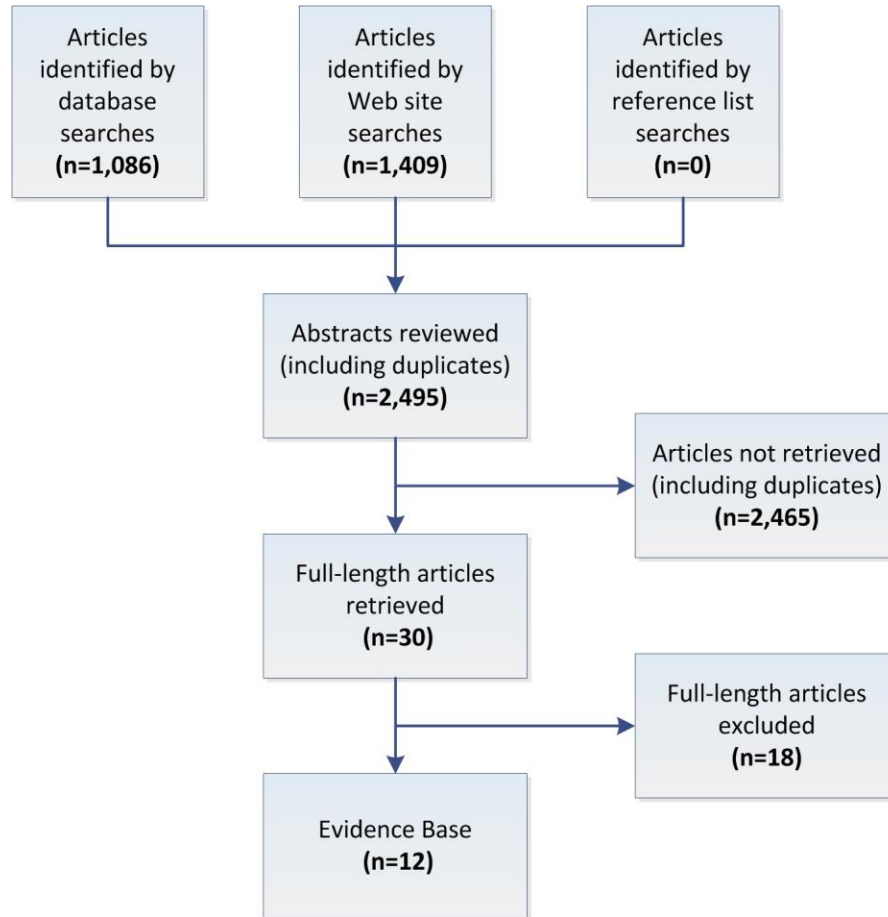 Articles
identified by
database
searches
(n=1,086)
Articles
identified by
Web site
searches
(n=1,409)
Articles
identified by
reference list
searches
(n=0)
Abstracts reviewed
(including duplicates)
(n=2,495)
Articles not retrieved
(including duplicates)
(n=2,465)
Full-length articles
retrieved
(n=30)
Full-length articles
excluded
(n=18)
Evidence Base
(n=12)